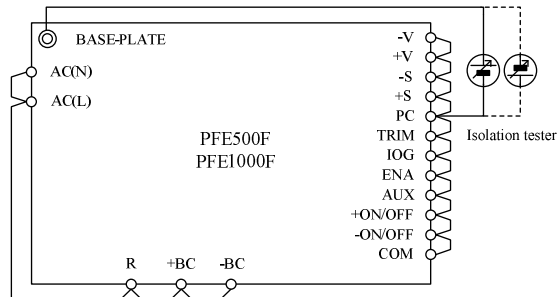 BASE-PLATE
AC(N)
AC(L)
PFE500F
PFE1000F
-V
+V
-S
+S
PC
TRIM
IOG
ENA
AUX
+ON/OFF
-ON/OFF
COM
Isolation tester
R
+BC
-BC